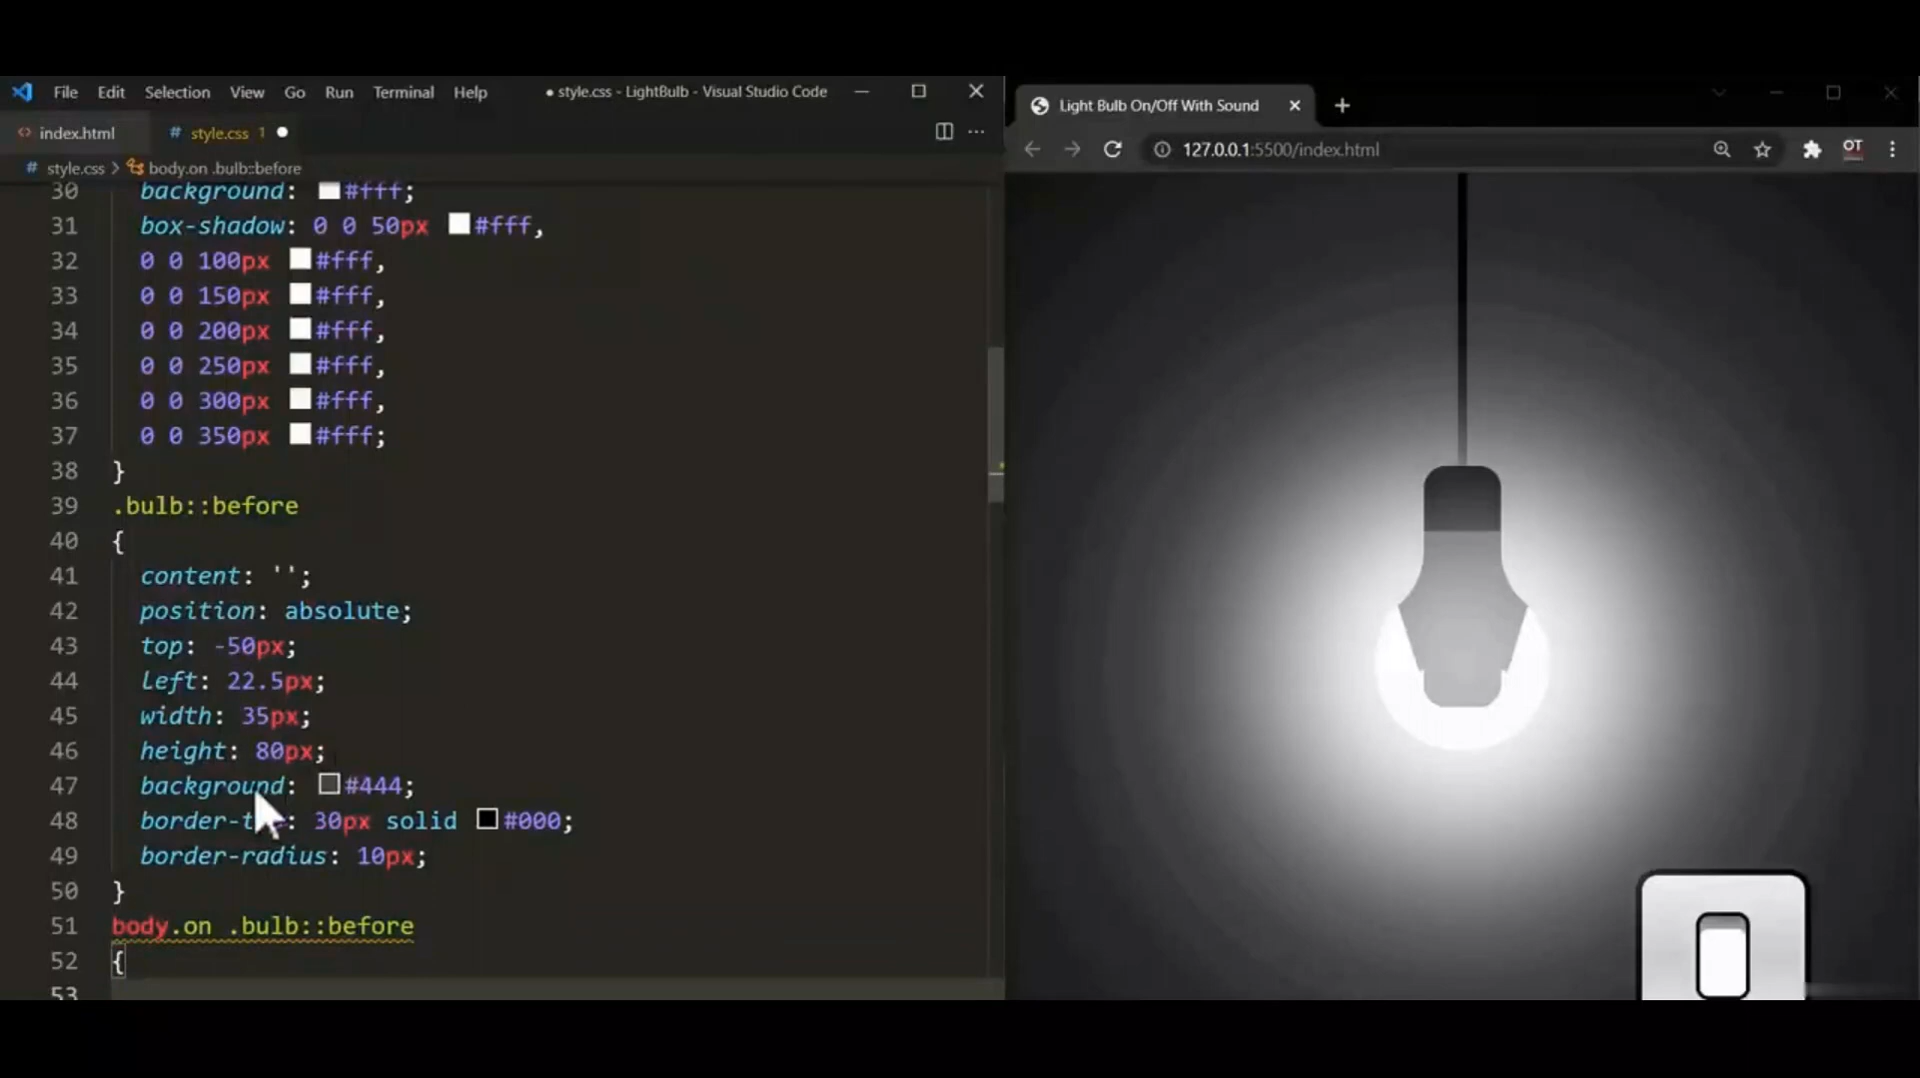 File Edit Selection View Go Run Terminal Help
● style.css - LightBulb - Visual Studio Code
index.html
# style.css 1
# style.css > body.on .bulb::before
30 background: #fff;
31 box-shadow: 0 0 50px #fff,
32 0 0 100px #fff,
33 0 0 150px #fff,
34 0 0 200px #fff,
35 0 0 250px #fff,
36 0 0 300px #fff,
37 0 0 350px #fff;
38 }
39 .bulb::before
40 {
41 content: '';
42 position: absolute;
43 top: -50px;
44 left: 22.5px;
45 width: 35px;
46 height: 80px;
47 background: #444;
48 : 30px solid #000;
49 border-radius: 10px;
50 }
51 body.on .bulb::before
52 {
53
Light Bulb On/Off With Sound
127.0.0.1:5500/index.html
OT